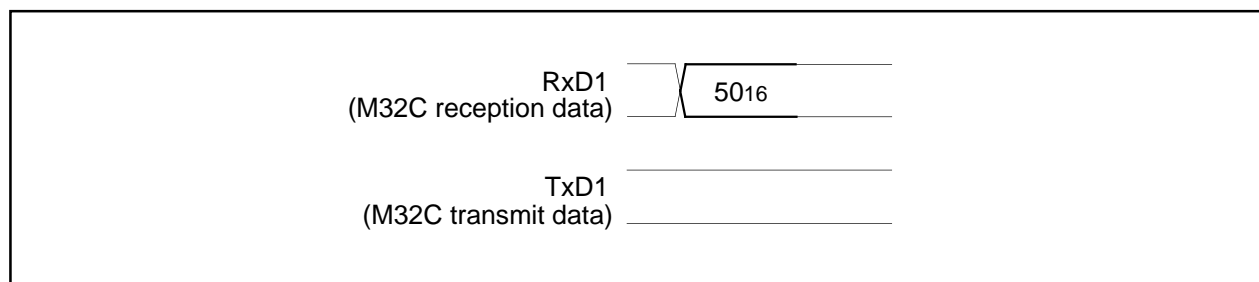 RxD1
(M32C reception data)
5016
TxD1
(M32C transmit data)